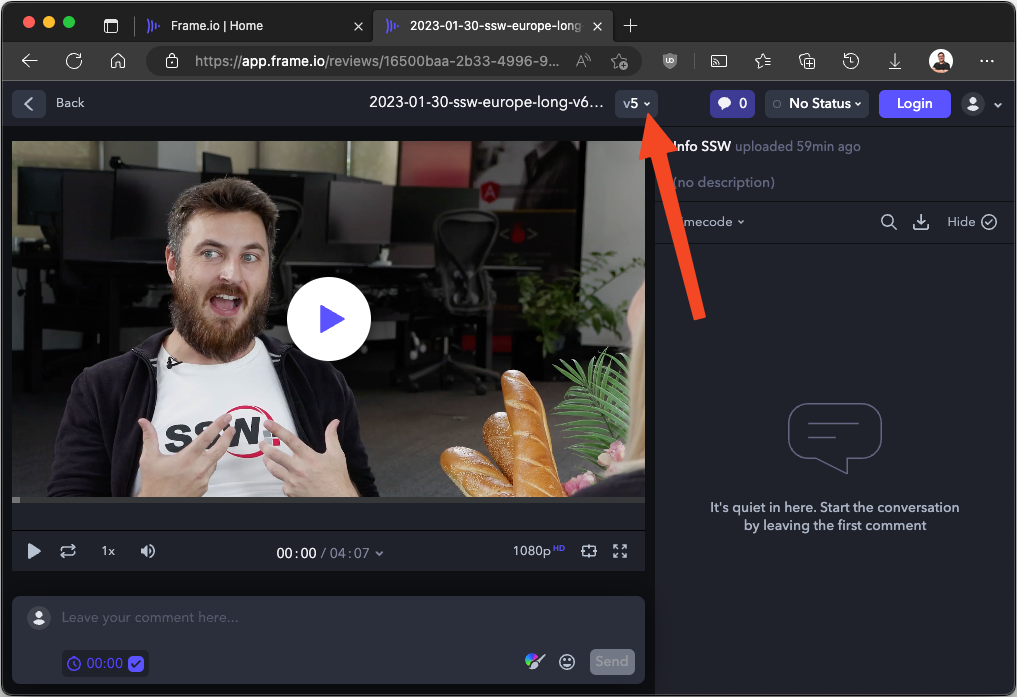 Frame.io | Home
2023-01-30-ssw-europe-long-
https://app.frame.io/reviews/16500baa-2b33-4996-9...
Back
2023-01-30-ssw-europe-long-v6...
v5
0
No Status
Login
Info SSW uploaded 59min ago
(no description)
mecode
Hide
SSW
It's quiet in here. Start the conversation
by leaving the first comment
1x
00:00 / 04:07
1080p HD
Leave your comment here...
00:00
Send